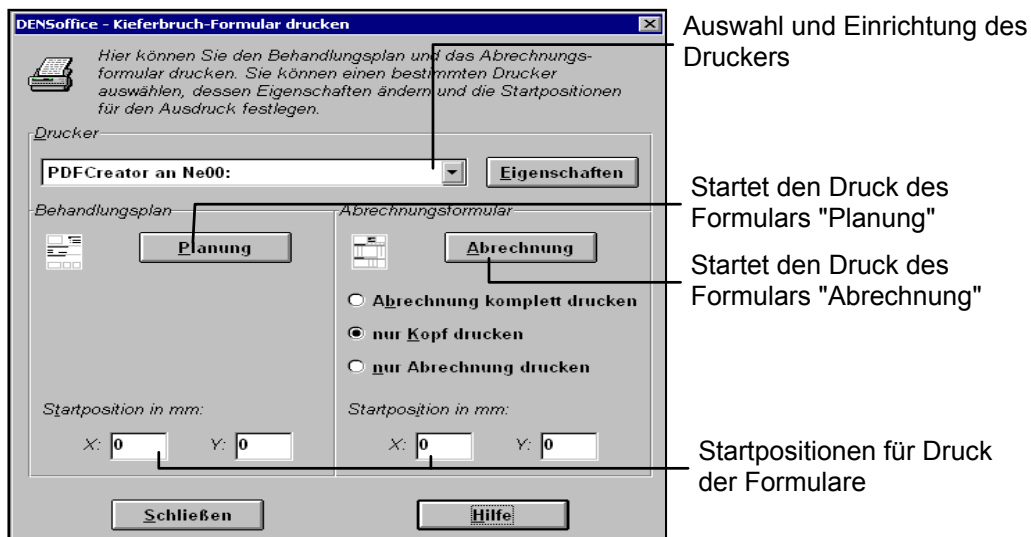 DENSoffice - Kieferbruch-Formular drucken
Auswahl und Einrichtung des
Druckers
Hier können Sie den Behandlungsplan und das Abrechnungs-
formular drucken. Sie können einen bestimmten Drucker
auswählen, dessen Eigenschaften ändern und die Startpositionen
für den Ausdruck festlegen.
Drucker
PDFCreator an Ne00:
Eigenschaften
Startet den Druck des
Formulars "Planung"
Behandlungsplan
Planung
Abrechnungsformular
Abrechnung
Startet den Druck des
Formulars "Abrechnung"
Abrechnung komplett drucken
nur Kopf drucken
nur Abrechnung drucken
Startposition in mm:
X: 0 Y: 0
Startposition in mm:
X: 0 Y: 0
Startpositionen für Druck
der Formulare
Schließen
Hilfe